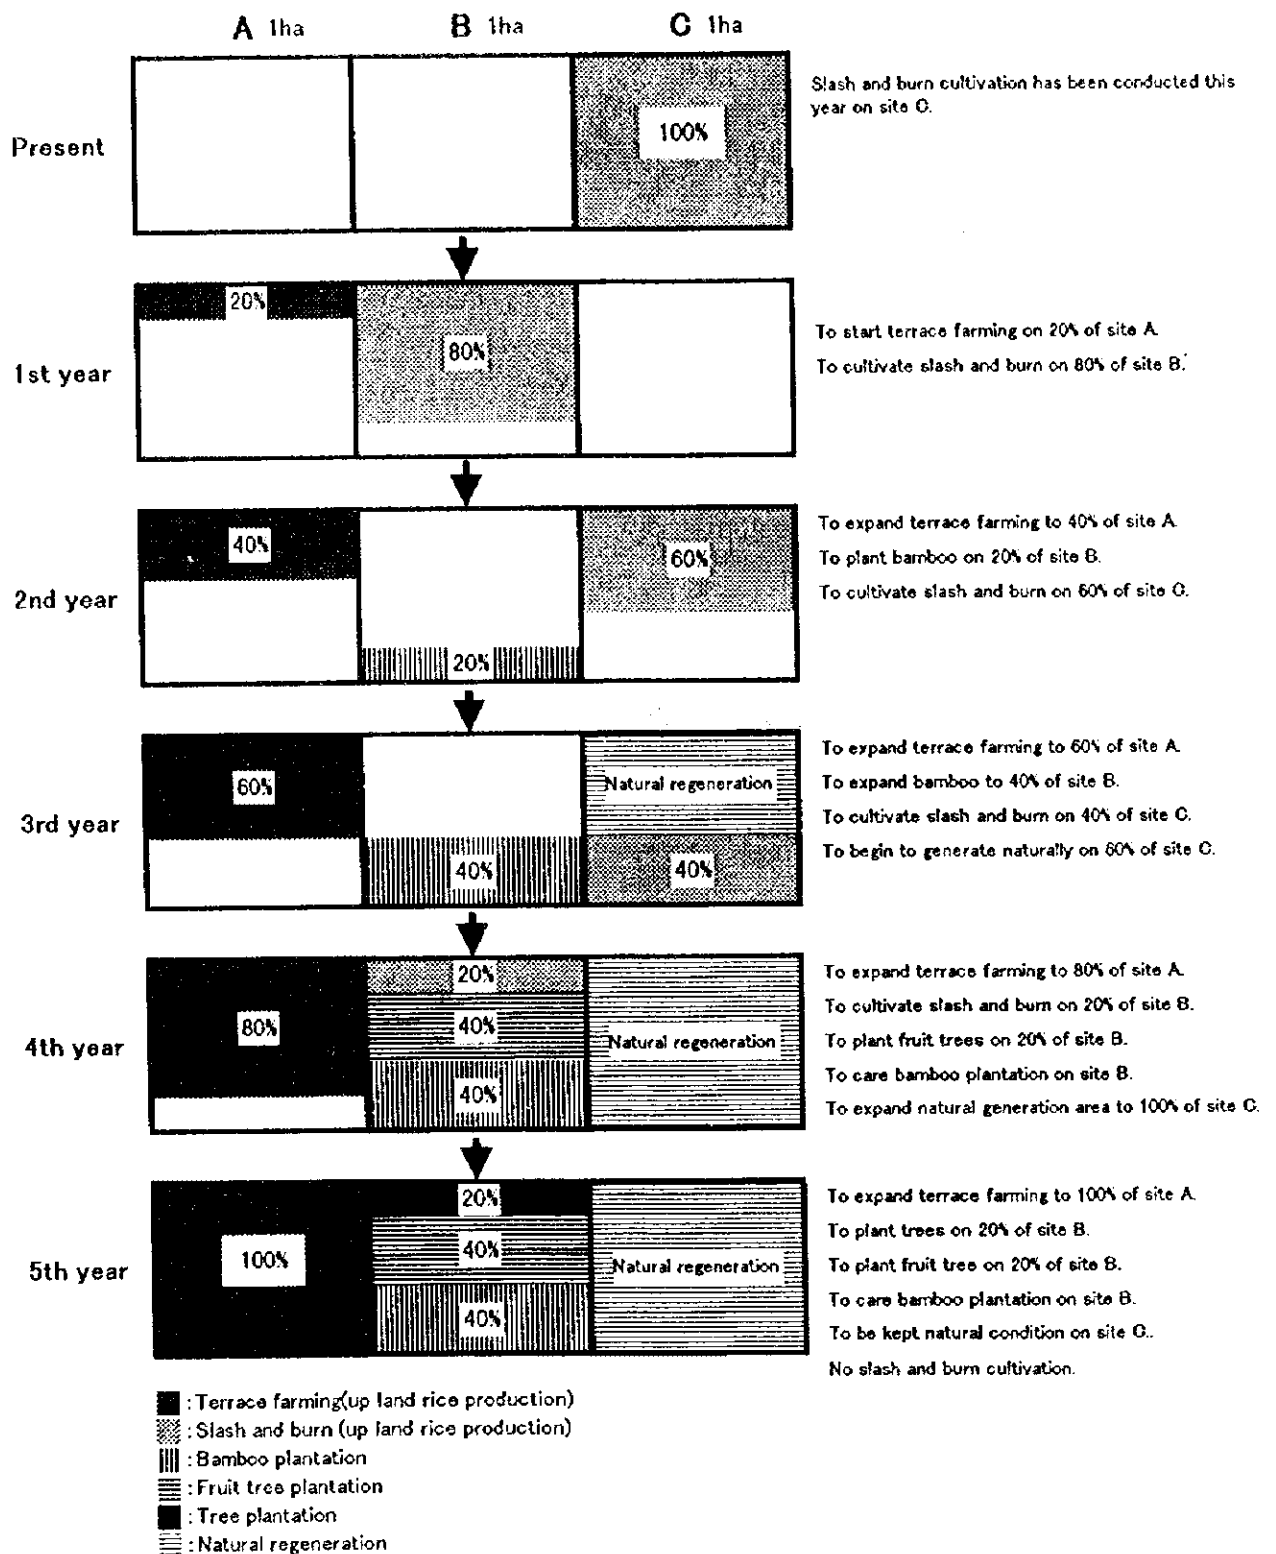 A 1ha B 1ha C 1ha
Present
100%
Slash and burn cultivation has been conducted this
year on site C.
1st year
20%
80%
To start terrace farming on 20% of site A.
To cultivate slash and burn on 80% of site B.
2nd year
40%
20%
60%
To expand terrace farming to 40% of site A.
To plant bamboo on 20% of site B.
To cultivate slash and burn on 60% of site C.
3rd year
60%
40%
Natural regeneration
40%
To expand terrace farming to 60% of site A.
To expand bamboo to 40% of site B.
To cultivate slash and burn on 40% of site C.
To begin to generate naturally on 60% of site C.
4th year
80%
20%
40%
40%
Natural regeneration
To expand terrace farming to 80% of site A.
To cultivate slash and burn on 20% of site B.
To plant fruit trees on 20% of site B.
To care bamboo plantation on site B.
To expand natural generation area to 100% of site C.
5th year
100%
20%
40%
40%
Natural regeneration
To expand terrace farming to 100% of site A.
To plant trees on 20% of site B.
To plant fruit tree on 20% of site B.
To care bamboo plantation on site B.
To be kept natural condition on site C..
No slash and burn cultivation.
: Terrace farming(up land rice production)
: Slash and burn (up land rice production)
: Bamboo plantation
: Fruit tree plantation
: Tree plantation
: Natural regeneration